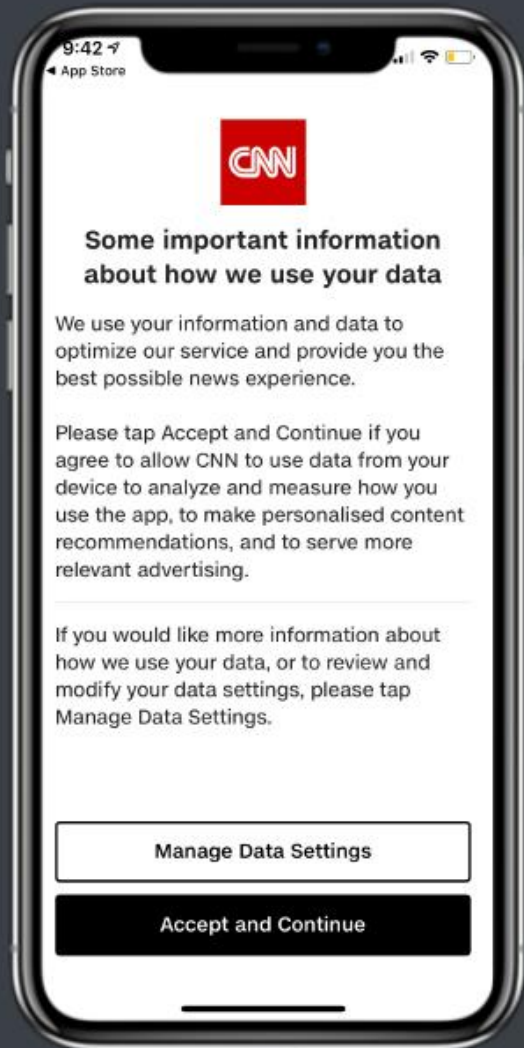 9:42
App Store
CNN
Some important information
about how we use your data
We use your information and data to
optimize our service and provide you the
best possible news experience.
Please tap Accept and Continue if you
agree to allow CNN to use data from your
device to analyze and measure how you
use the app, to make personalised content
recommendations, and to serve more
relevant advertising.
If you would like more information about
how we use your data, or to review and
modify your data settings, please tap
Manage Data Settings.
Manage Data Settings
Accept and Continue